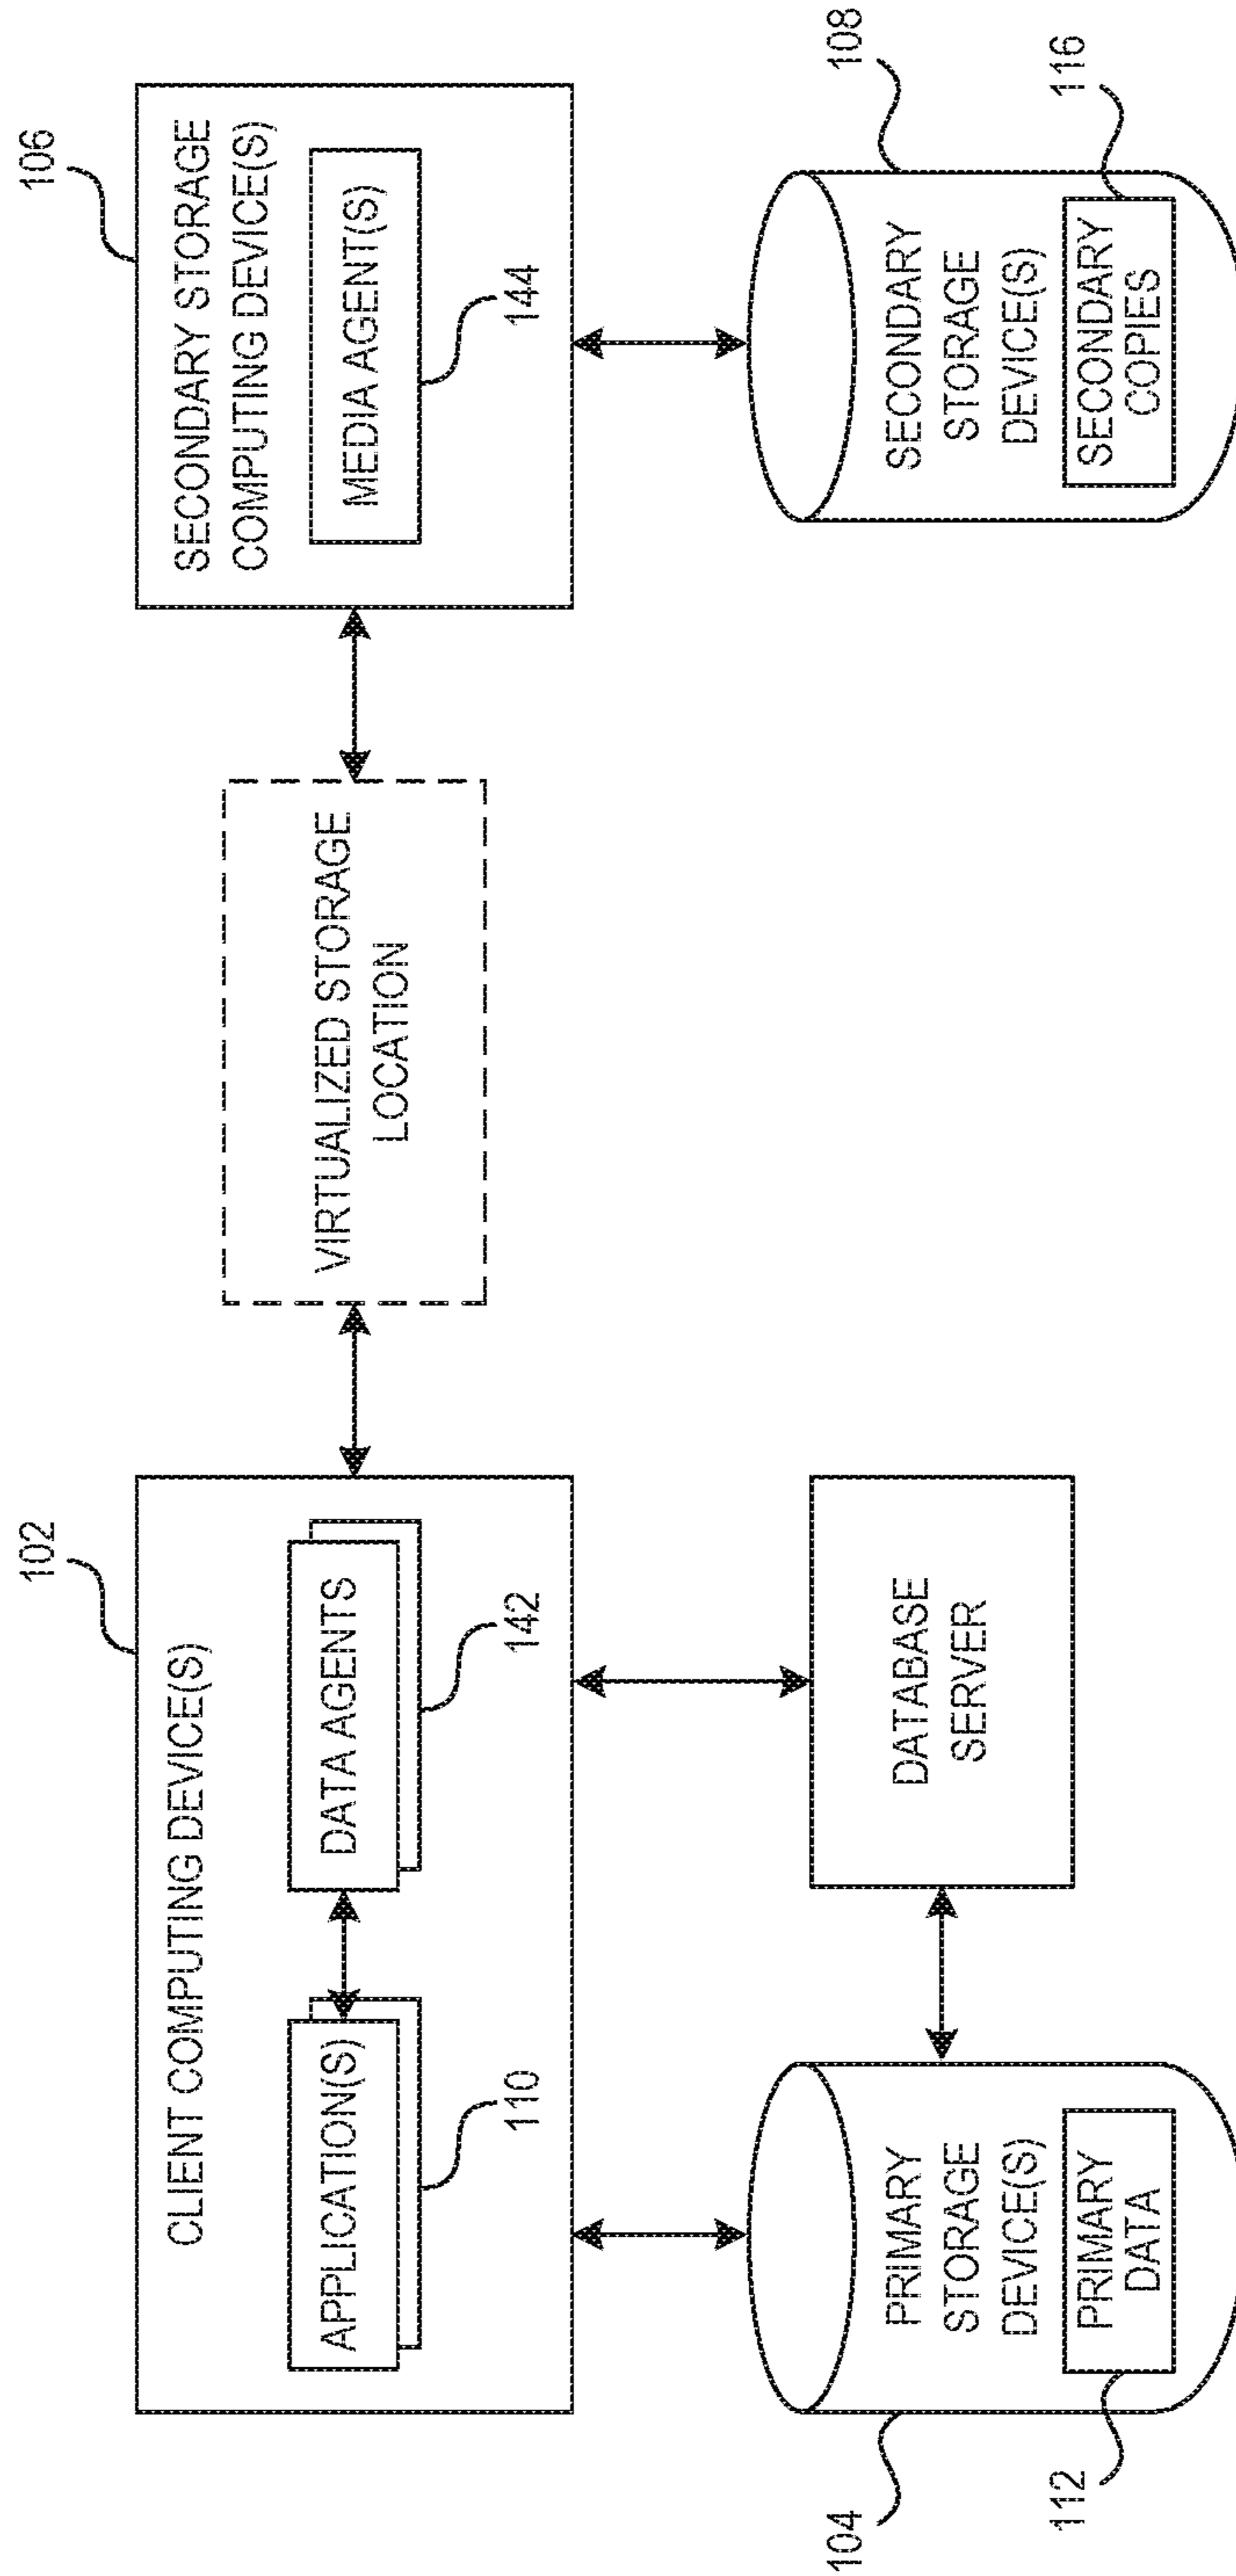 102
CLIENT COMPUTING DEVICE(S)
APPLICATION(S)
110
DATA AGENTS
142
VIRTUALIZED STORAGE
LOCATION
106
SECONDARY STORAGE
COMPUTING DEVICE(S)
MEDIA AGENT(S)
144
104
PRIMARY
STORAGE
DEVICE(S)
PRIMARY
DATA
112
DATABASE
SERVER
108
SECONDARY
STORAGE
DEVICE(S)
SECONDARY
COPIES
116